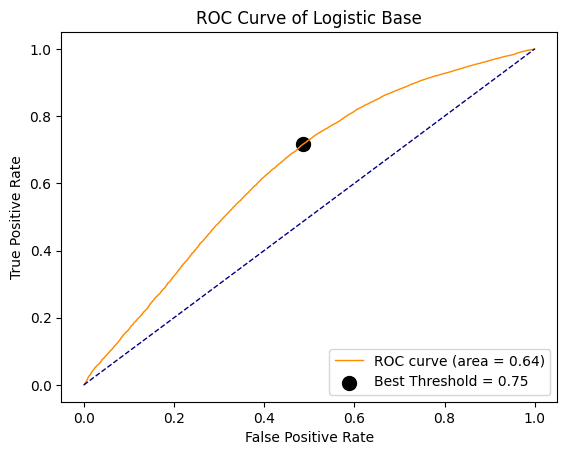 ROC Curve of Logistic Base
True Positive Rate
1.0
0.8
0.6
0.4
0.2
0.0
ROC curve (area = 0.64)
Best Threshold = 0.75
0.0 0.2 0.4 0.6 0.8 1.0
False Positive Rate